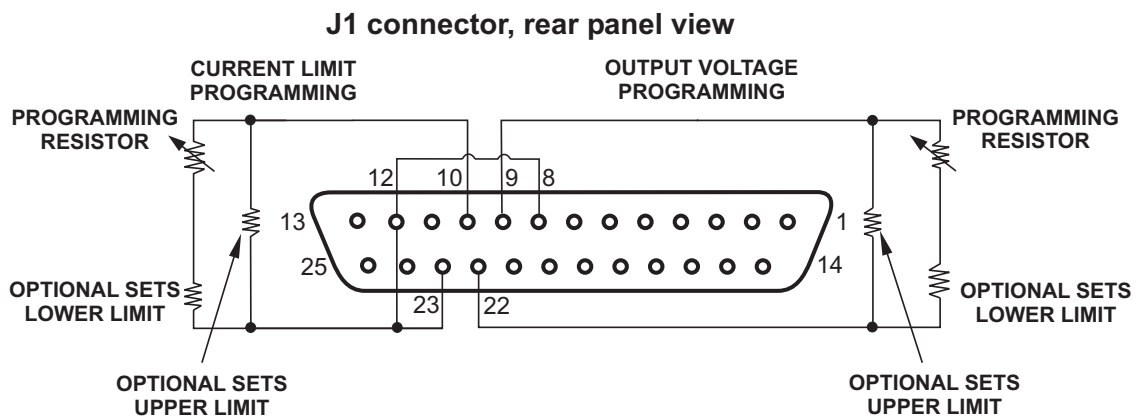 J1 connector, rear panel view
CURRENT LIMIT
PROGRAMMING
OUTPUT VOLTAGE
PROGRAMMING
PROGRAMMING
RESISTOR
PROGRAMMING
RESISTOR
12
10
9
8
13
1
25
14
23
22
OPTIONAL SETS
LOWER LIMIT
OPTIONAL SETS
LOWER LIMIT
OPTIONAL SETS
UPPER LIMIT
OPTIONAL SETS
UPPER LIMIT